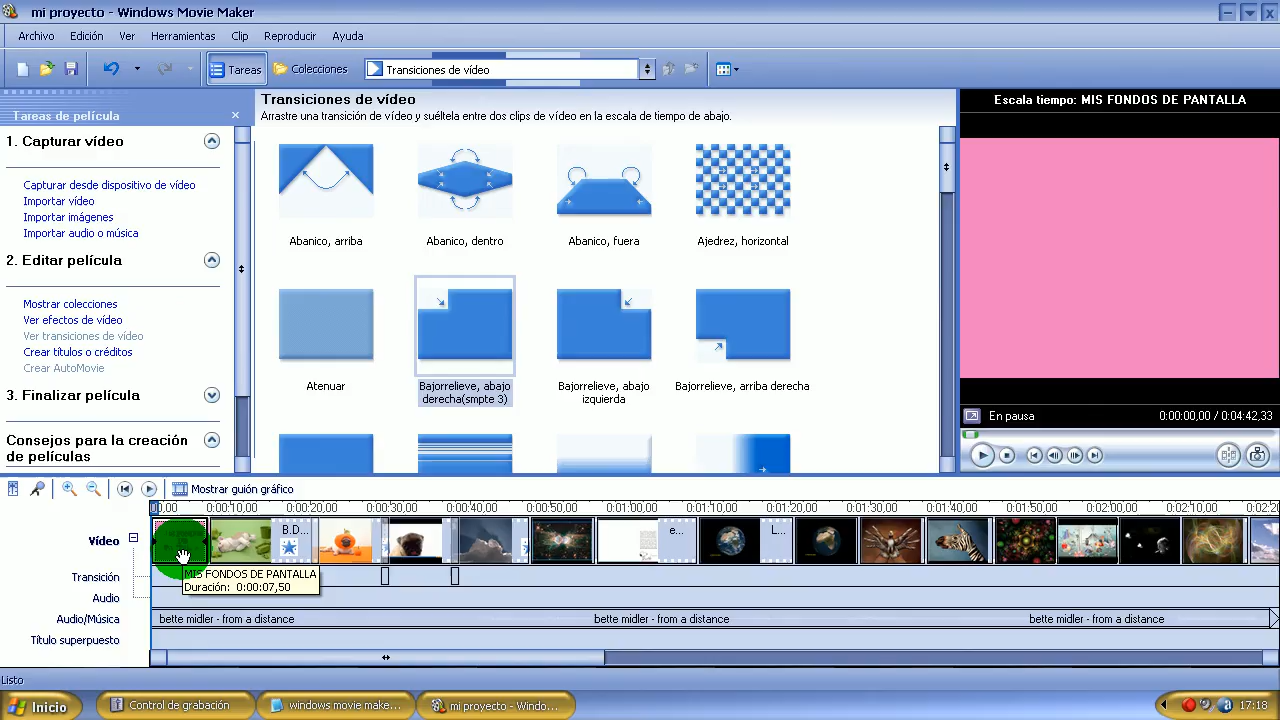 mi proyecto - Windows Movie Maker
Archivo Edición Ver Herramientas Clip Reproducir Ayuda
Tareas Colecciones Transiciones de vídeo
Tareas de película
1. Capturar vídeo
Capturar desde dispositivo de vídeo
Importar vídeo
Importar imágenes
Importar audio o música
2. Editar película
Mostrar colecciones
Ver efectos de vídeo
Ver transiciones de vídeo
Crear títulos o créditos
Crear AutoMovie
3. Finalizar película
Consejos para la creación
de películas
Transiciones de vídeo
Arrastre una transición de vídeo y suéltela entre dos clips de vídeo en la escala de tiempo de abajo.
Abanico, arriba
Abanico, dentro
Abanico, fuera
Ajedrez, horizontal
Atenuar
Bajorrelieve, abajo
derecha(smpte 3)
Bajorrelieve, abajo
izquierda
Bajorrelieve, arriba derecha
Escala tiempo: MIS FONDOS DE PANTALLA
En pausa 0:00:00,00 / 0:04:42,33
Mostrar guión gráfico
00,00 0:00:10,00 0:00:20,00 0:00:30,00 0:00:40,00 0:00:50,00 0:01:00,00 0:01:10,00 0:01:20,00 0:01:30,00 0:01:40,00 0:01:50,00 0:02:00,00 0:02:10,00 0:02:20
Vídeo B.D... e... L...
MIS FONDOS DE PANTALLA
Duración: 0:00:07,50
Transición
Audio
Audio/Música bette midler - from a distance bette midler - from a distance bette midler - from a distance
Título superpuesto
Listo
Inicio Control de grabación windows movie make... mi proyecto - Windo... 17:18